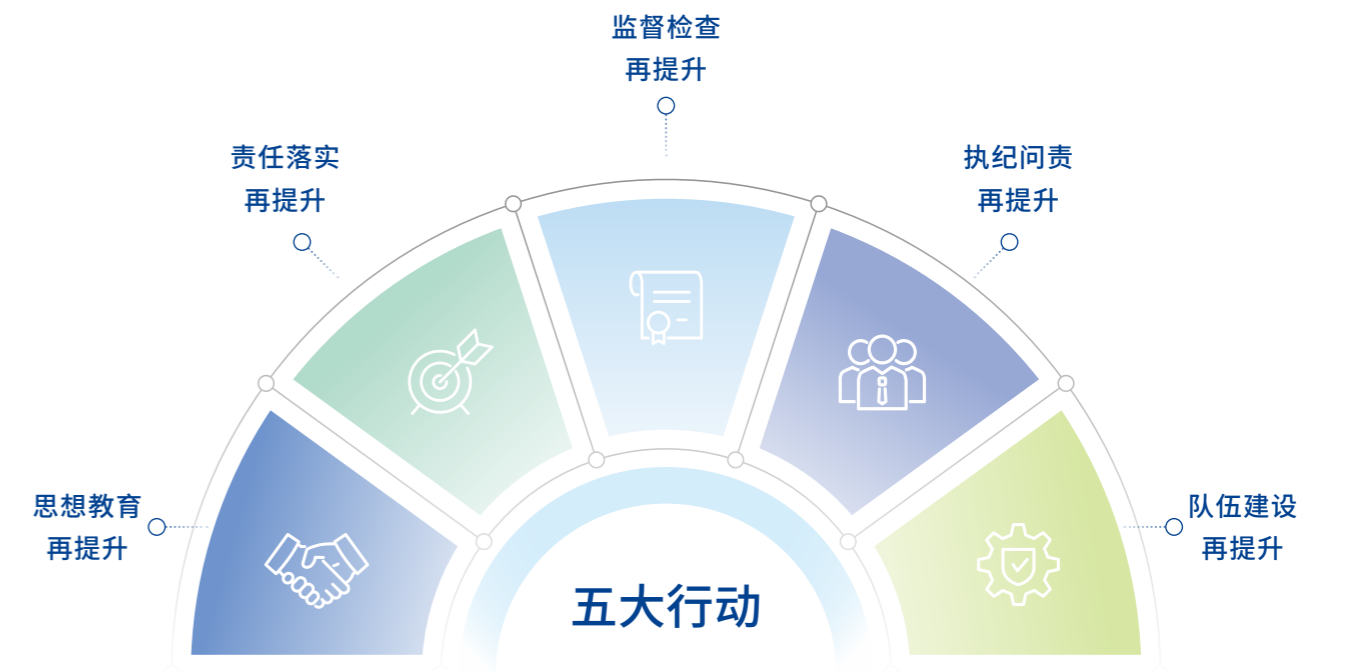 监督检查
再提升
责任落实
再提升
执纪问责
再提升
思想教育
再提升
队伍建设
再提升
五大行动